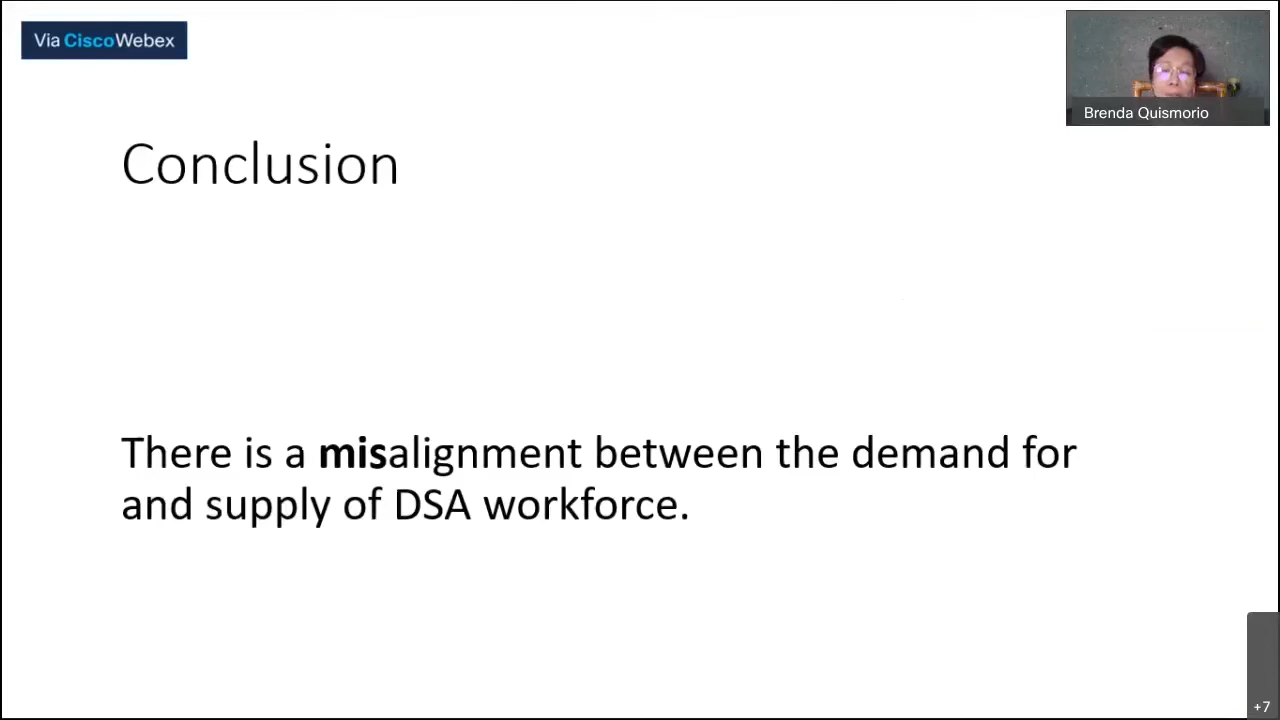 Via CiscoWebex
Brenda Quismorio
Conclusion
There is a misalignment between the demand for
and supply of DSA workforce.
+7